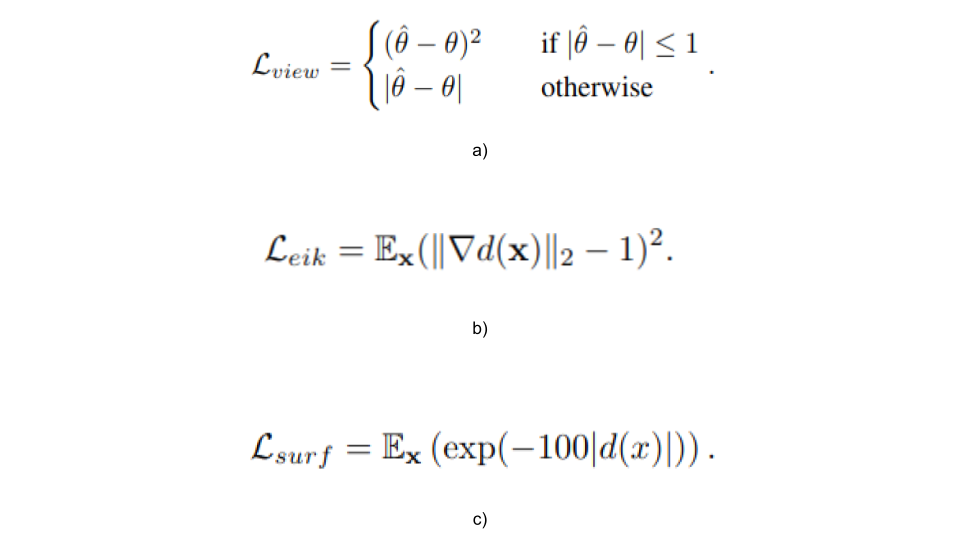 ℒ_view = { (θ̂ − θ)² if |θ̂ − θ| ≤ 1
|θ̂ − θ| otherwise .
a)
ℒ_eik = 𝔼_𝐱(‖∇d(𝐱)‖₂ − 1)².
b)
ℒ_surf = 𝔼_𝐱 (exp(−100|d(x)|)) .
c)